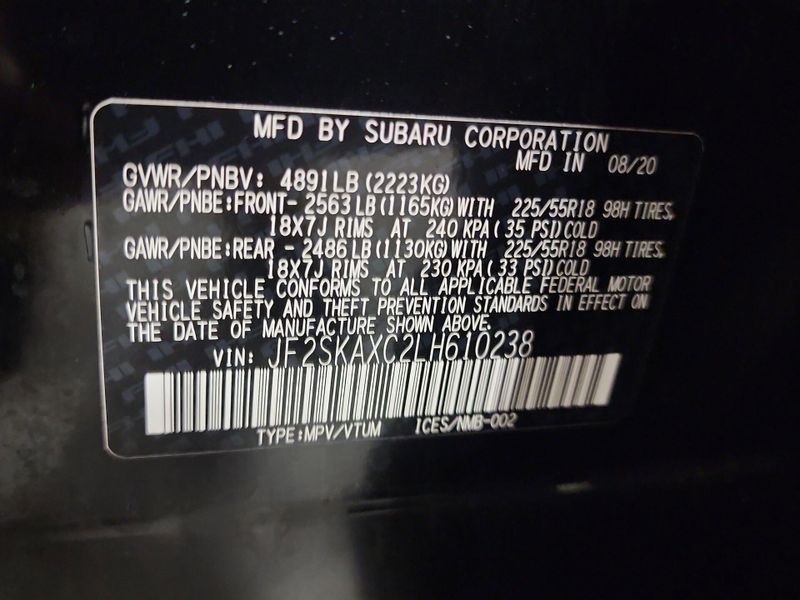 MFD BY SUBARU CORPORATION
MFD IN 08/20
GVWR/PNBV: 4891LB(2223KG)
GAWR/PNBE:FRONT- 2563LB(1165KG)WITH 225/55R18 98H TIRES,
18X7J RIMS AT 240 KPA( 35 PSI)COLD
GAWR/PNBE:REAR - 2486LB(1130KG)WITH 225/55R18 98H TIRES,
18X7J RIMS AT 230 KPA( 33 PSI)COLD
THIS VEHICLE CONFORMS TO ALL APPLICABLE FEDERAL MOTOR
VEHICLE SAFETY AND THEFT PREVENTION STANDARDS IN EFFECT ON
THE DATE OF MANUFACTURE SHOWN ABOVE.
VIN: JF2SKAXC2LH610238
TYPE:MPV/VTUM ICES/NMB-002